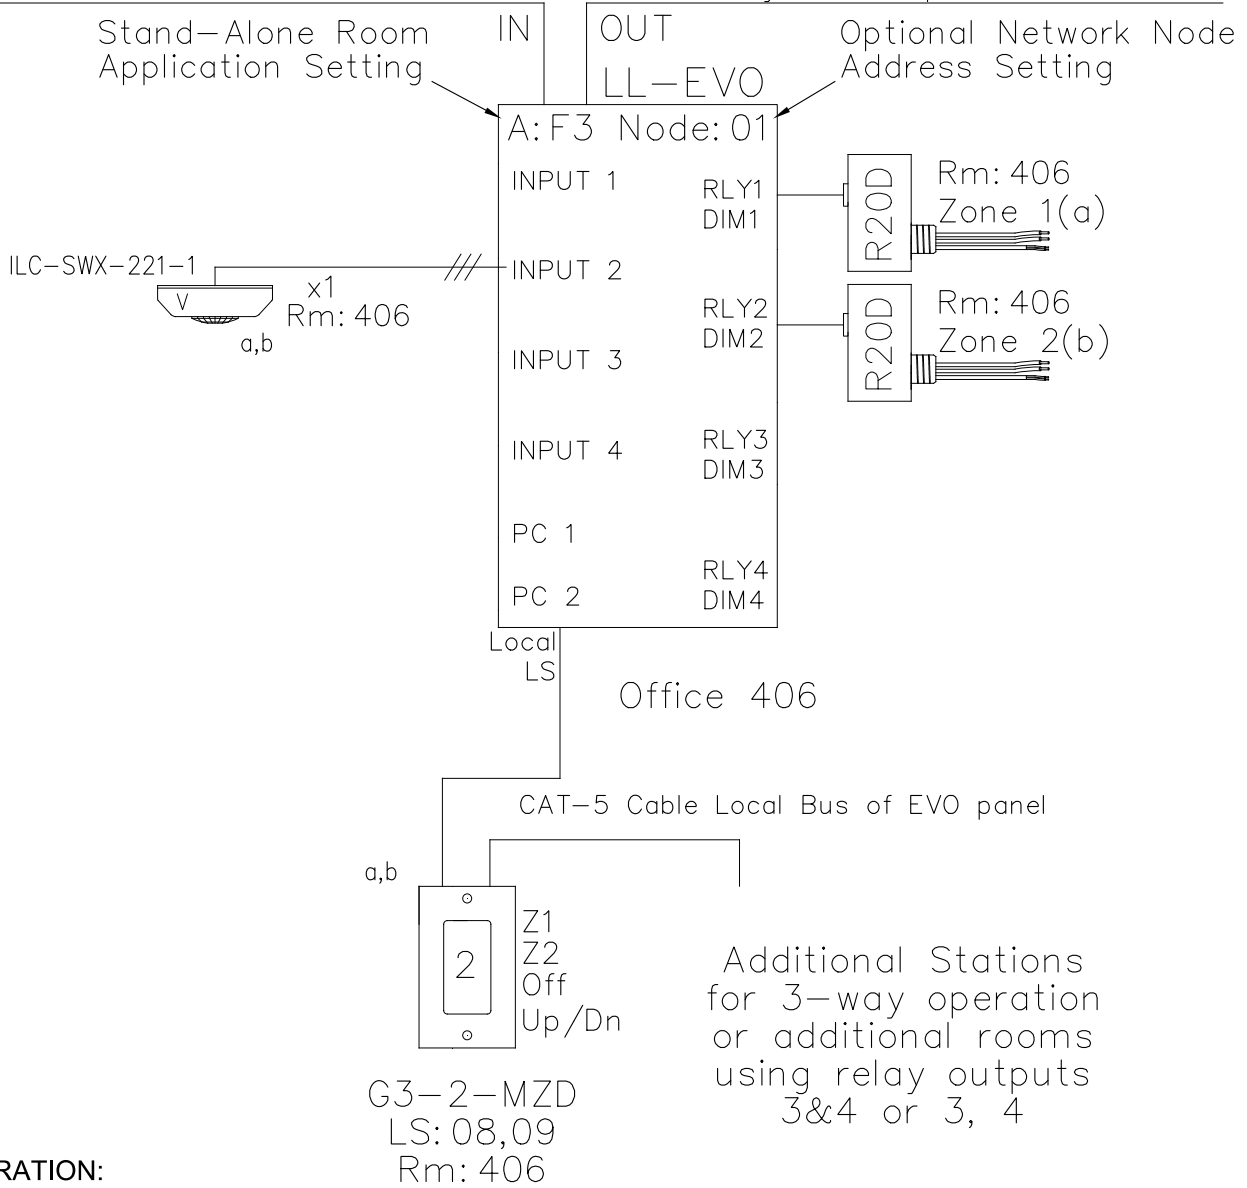 Stand-Alone Room
Application Setting
IN
OUT
LL-EVO
Optional Network Node
Address Setting
A:F3 Node:01
INPUT 1
INPUT 2
INPUT 3
INPUT 4
PC 1
PC 2
RLY1
DIM1
RLY2
DIM2
RLY3
DIM3
RLY4
DIM4
R20D
Rm:406
Zone 1(a)
R20D
Rm:406
Zone 2(b)
ILC-SWX-221-1
V
x1
Rm:406
a,b
Local
LS
Office 406
CAT-5 Cable Local Bus of EVO panel
a,b
2
Z1
Z2
Off
Up/Dn
G3-2-MZD
LS:08,09
Rm:406
Additional Stations
for 3-way operation
or additional rooms
using relay outputs
3&4 or 3, 4
RATION: